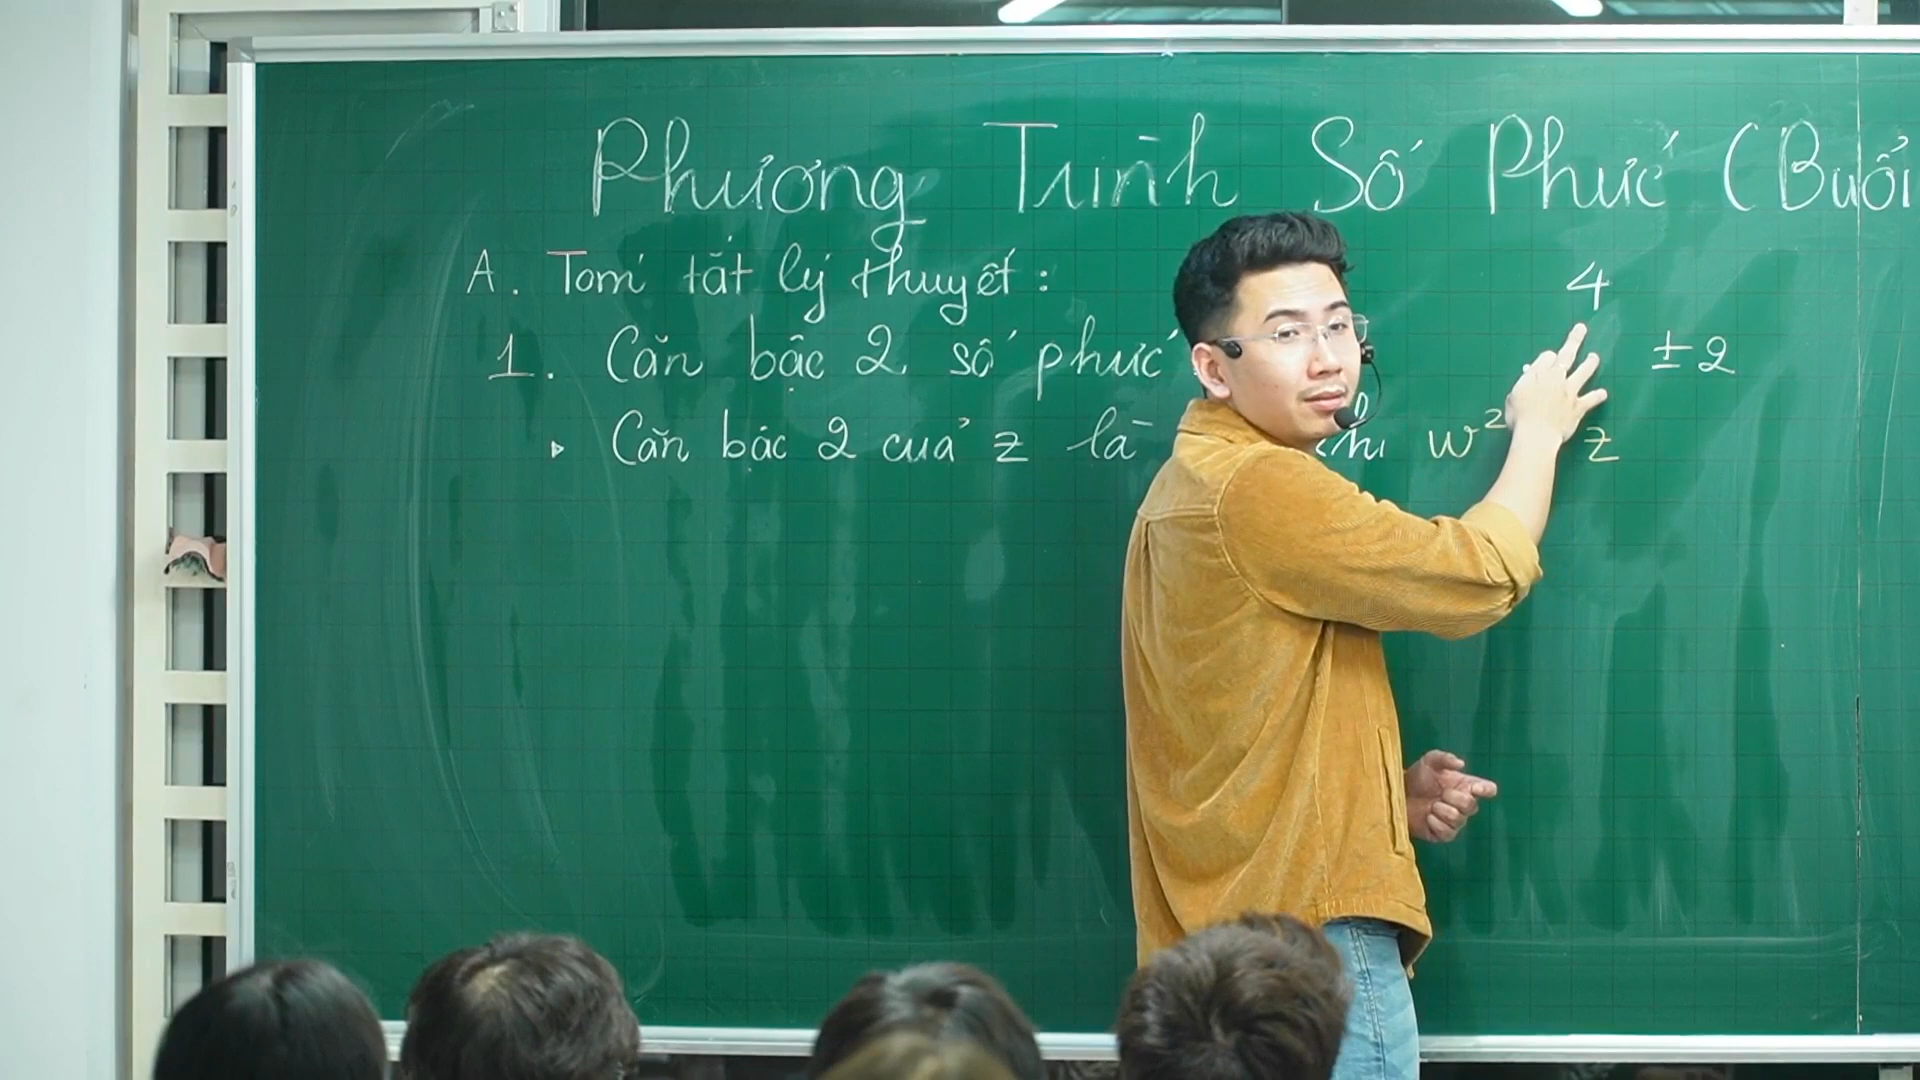 Phương Trình Số Phức (Buổi
A. Tóm tắt lý thuyết :
4
1. Căn bậc 2 số phức
± 2
▹ Căn bậc 2 của z là khi w² z